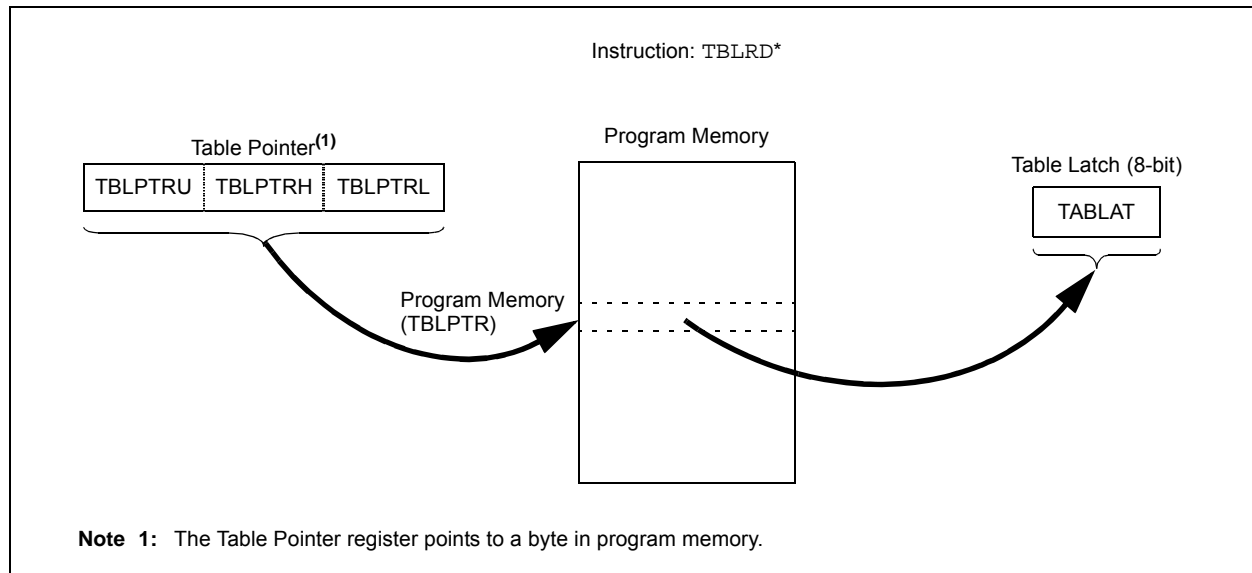 Instruction: TBLRD*
Table Pointer(1)
TBLPTRU TBLPTRH TBLPTRL
Program Memory
Table Latch (8-bit)
TABLAT
Program Memory
(TBLPTR)
Note 1: The Table Pointer register points to a byte in program memory.